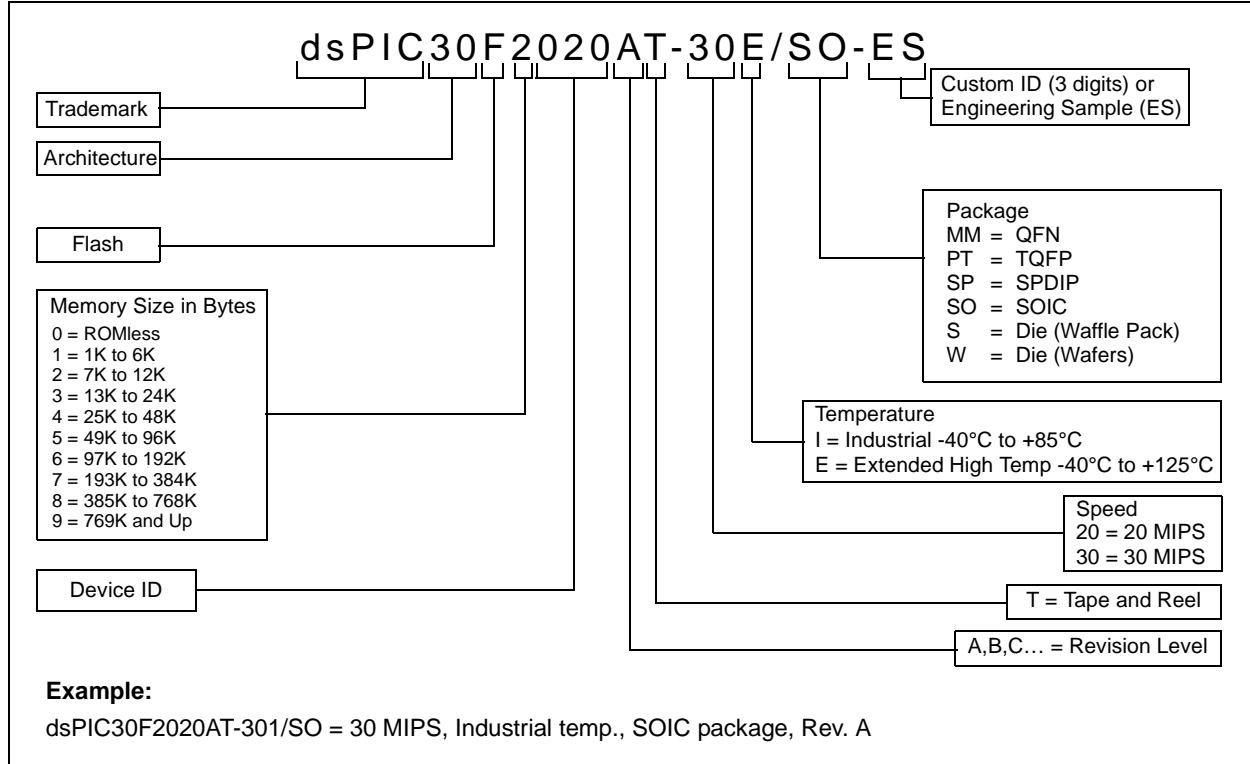 dsPIC30F2020AT-30E/SO-ES
Custom ID (3 digits) or
Engineering Sample (ES)
Trademark
Architecture
Flash
Package
MM = QFN
PT = TQFP
SP = SPDIP
SO = SOIC
S = Die (Waffle Pack)
W = Die (Wafers)
Memory Size in Bytes
0 = ROMless
1 = 1K to 6K
2 = 7K to 12K
3 = 13K to 24K
4 = 25K to 48K
5 = 49K to 96K
6 = 97K to 192K
7 = 193K to 384K
8 = 385K to 768K
9 = 769K and Up
Temperature
I = Industrial -40°C to +85°C
E = Extended High Temp -40°C to +125°C
Speed
20 = 20 MIPS
30 = 30 MIPS
Device ID
T = Tape and Reel
A,B,C… = Revision Level
Example:
dsPIC30F2020AT-301/SO = 30 MIPS, Industrial temp., SOIC package, Rev. A